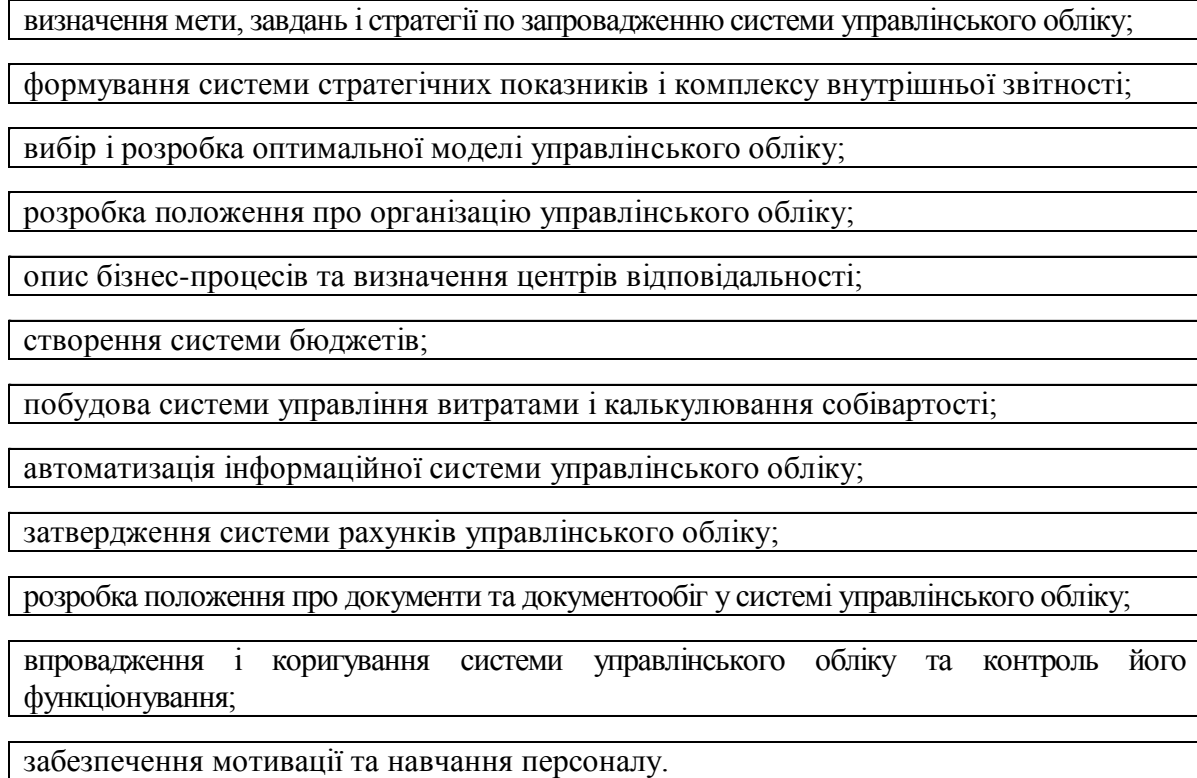 визначення мети, завдань і стратегії по запровадженню системи управлінського обліку;
формування системи стратегічних показників і комплексу внутрішньої звітності;
вибір і розробка оптимальної моделі управлінського обліку;
розробка положення про організацію управлінського обліку;
опис бізнес-процесів та визначення центрів відповідальності;
створення системи бюджетів;
побудова системи управління витратами і калькулювання собівартості;
автоматизація інформаційної системи управлінського обліку;
затвердження системи рахунків управлінського обліку;
розробка положення про документи та документообіг у системі управлінського обліку;
впровадження і коригування системи управлінського обліку та контроль його
функціонування;
забезпечення мотивації та навчання персоналу.